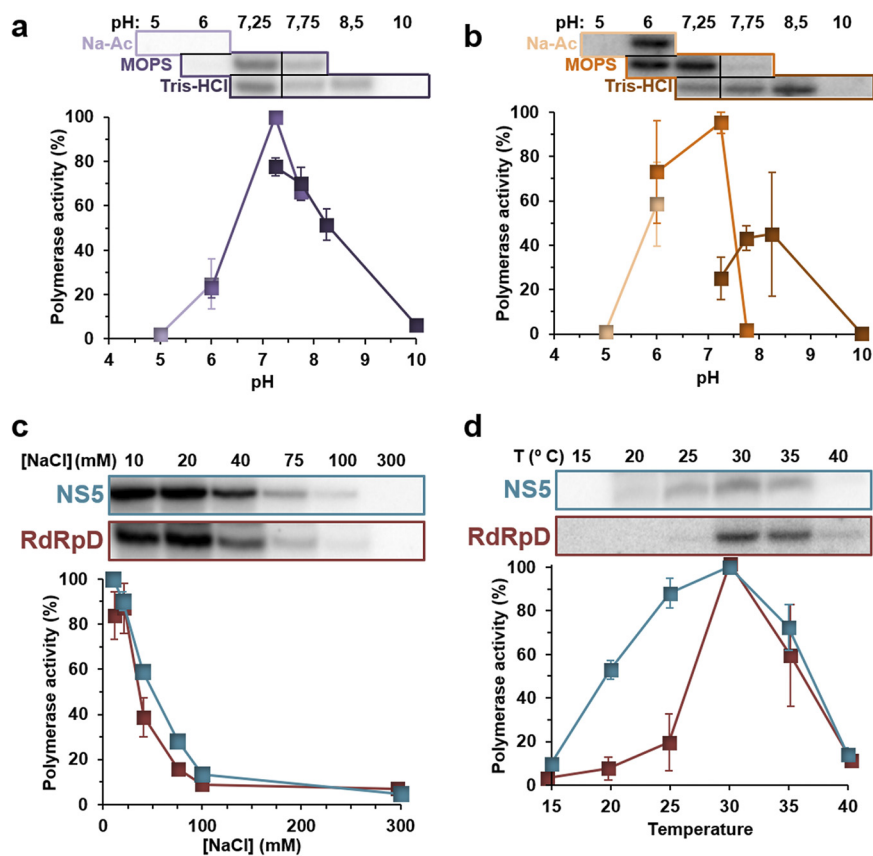 a
pH: 5 6 7,25 7,75 8,5 10
Na-Ac
MOPS
Tris-HCl
Polymerase activity (%)
100
80
60
40
20
0
4 5 6 7 8 9 10
pH
b
pH: 5 6 7,25 7,75 8,5 10
Na-Ac
MOPS
Tris-HCl
Polymerase activity (%)
100
80
60
40
20
0
4 5 6 7 8 9 10
pH
c
[NaCl] (mM) 10 20 40 75 100 300
NS5
RdRpD
Polymerase activity (%)
100
80
60
40
20
0
0 100 200 300
[NaCl] (mM)
d
T (º C) 15 20 25 30 35 40
NS5
RdRpD
Polymerase activity (%)
100
80
60
40
20
0
15 20 25 30 35 40
Temperature